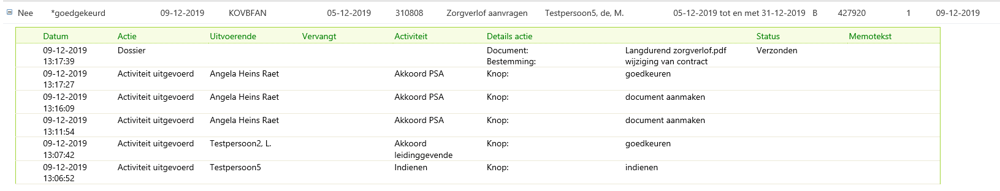 Nee *goedgekeurd 09-12-2019 KOVBFAN 05-12-2019 310808 Zorgverlof aanvragen Testpersoon5, de, M. 05-12-2019 tot en met 31-12-2019 B 427920 1 09-12-2019
Datum Actie Uitvoerende Vervangt Activiteit Details actie Status Memotekst
09-12-2019 Dossier Document: Langdurend zorgverlof.pdf Verzonden
13:17:39 Bestemming: wijziging van contract
09-12-2019 Activiteit uitgevoerd Angela Heins Raet Akkoord PSA Knop: goedkeuren
13:17:27
09-12-2019 Activiteit uitgevoerd Angela Heins Raet Akkoord PSA Knop: document aanmaken
13:16:09
09-12-2019 Activiteit uitgevoerd Angela Heins Raet Akkoord PSA Knop: document aanmaken
13:11:54
09-12-2019 Activiteit uitgevoerd Testpersoon2, L. Akkoord Knop: goedkeuren
13:07:42 leidinggevende
09-12-2019 Activiteit uitgevoerd Testpersoon5 Indienen Knop: indienen
13:06:52